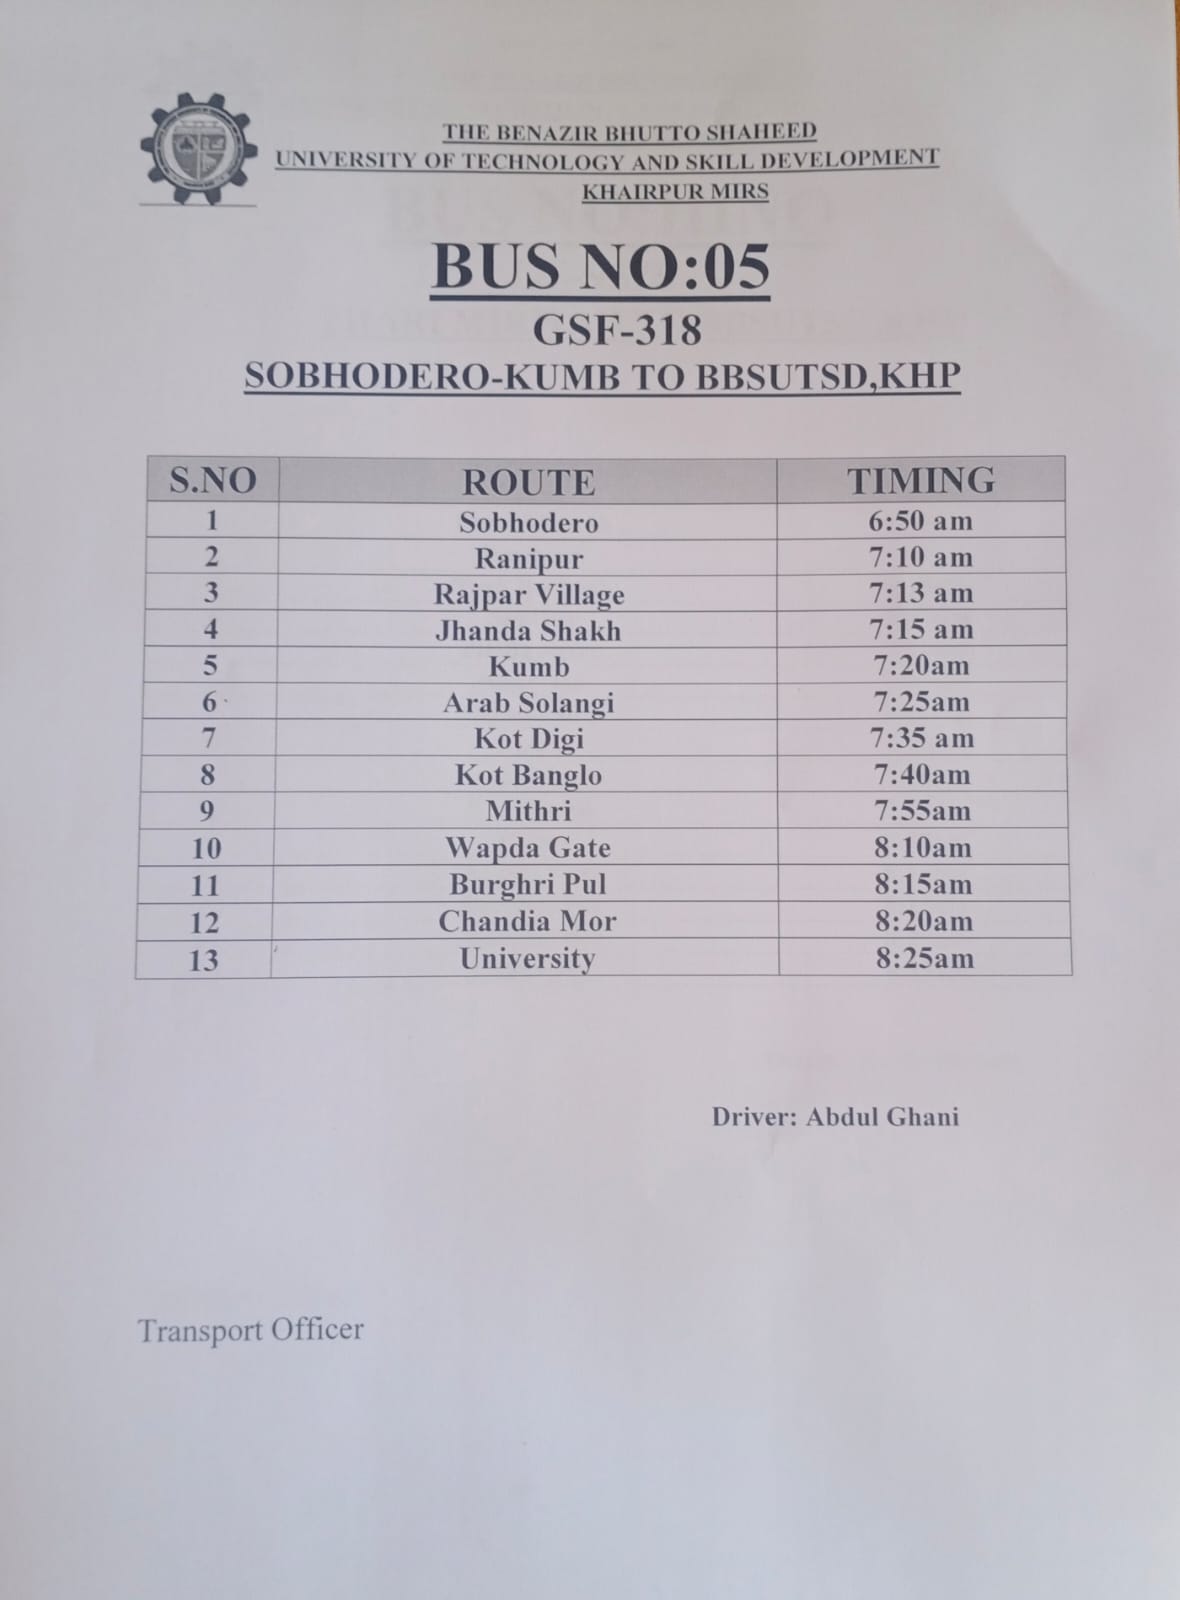 THE BENAZIR BHUTTO SHAHEED
UNIVERSITY OF TECHNOLOGY AND SKILL DEVELOPMENT
KHAIRPUR MIRS
BUS NO:05
GSF-318
SOBHODERO-KUMB TO BBSUTSD,KHP
S.NO ROUTE TIMING
1 Sobhodero 6:50 am
2 Ranipur 7:10 am
3 Rajpar Village 7:13 am
4 Jhanda Shakh 7:15 am
5 Kumb 7:20am
6 Arab Solangi 7:25am
7 Kot Digi 7:35 am
8 Kot Banglo 7:40am
9 Mithri 7:55am
10 Wapda Gate 8:10am
11 Burghri Pul 8:15am
12 Chandia Mor 8:20am
13 University 8:25am
Driver: Abdul Ghani
Transport Officer